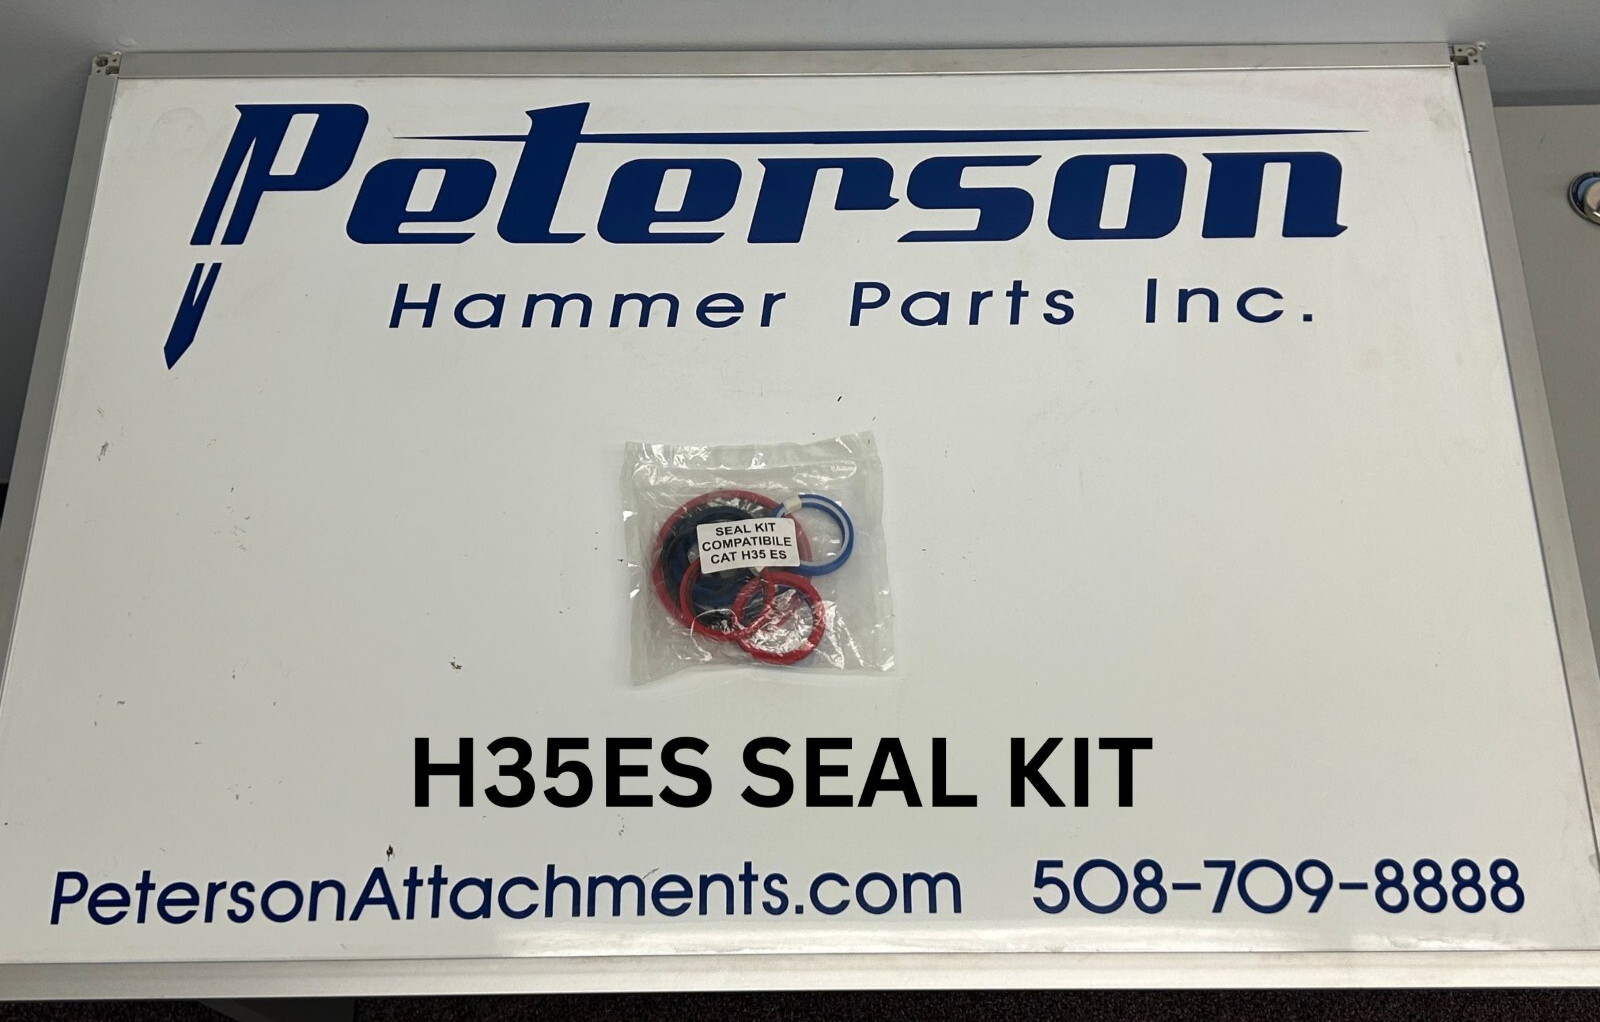 Peterson
Hammer Parts Inc.
SEAL KIT
COMPATIBILE
CAT H35 ES
H35ES SEAL KIT
PetersonAttachments.com 508-709-8888